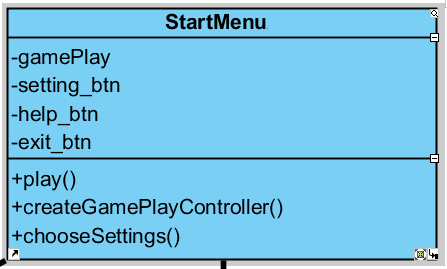 StartMenu
-gamePlay
-setting_btn
-help_btn
-exit_btn
+play()
+createGamePlayController()
+chooseSettings()